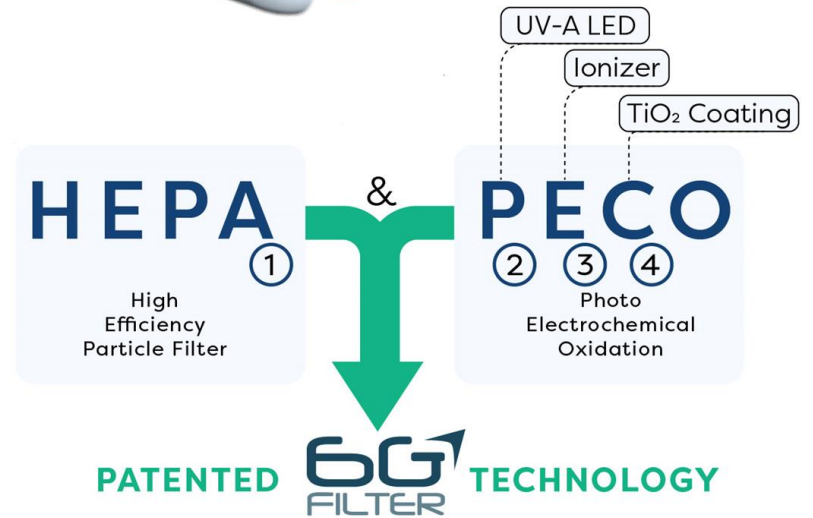 UV-A LED
Ionizer
TiO₂ Coating
&
HEPA
1
High
Efficiency
Particle Filter
PECO
2 3 4
Photo
Electrochemical
Oxidation
PATENTED 6G FILTER TECHNOLOGY